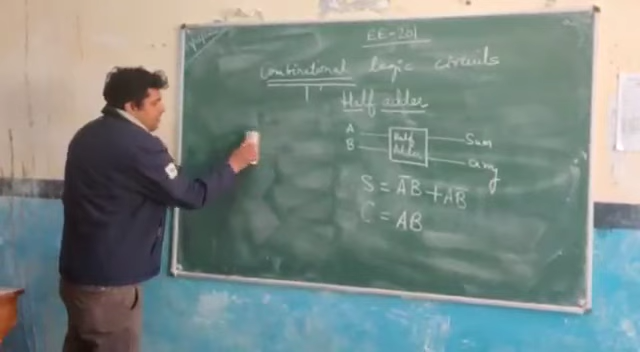 EE-201
Combinational logic circuits
Half adder
A
B
Half Adder
Sum
Carry
S = A̅B + AB̅
C = AB